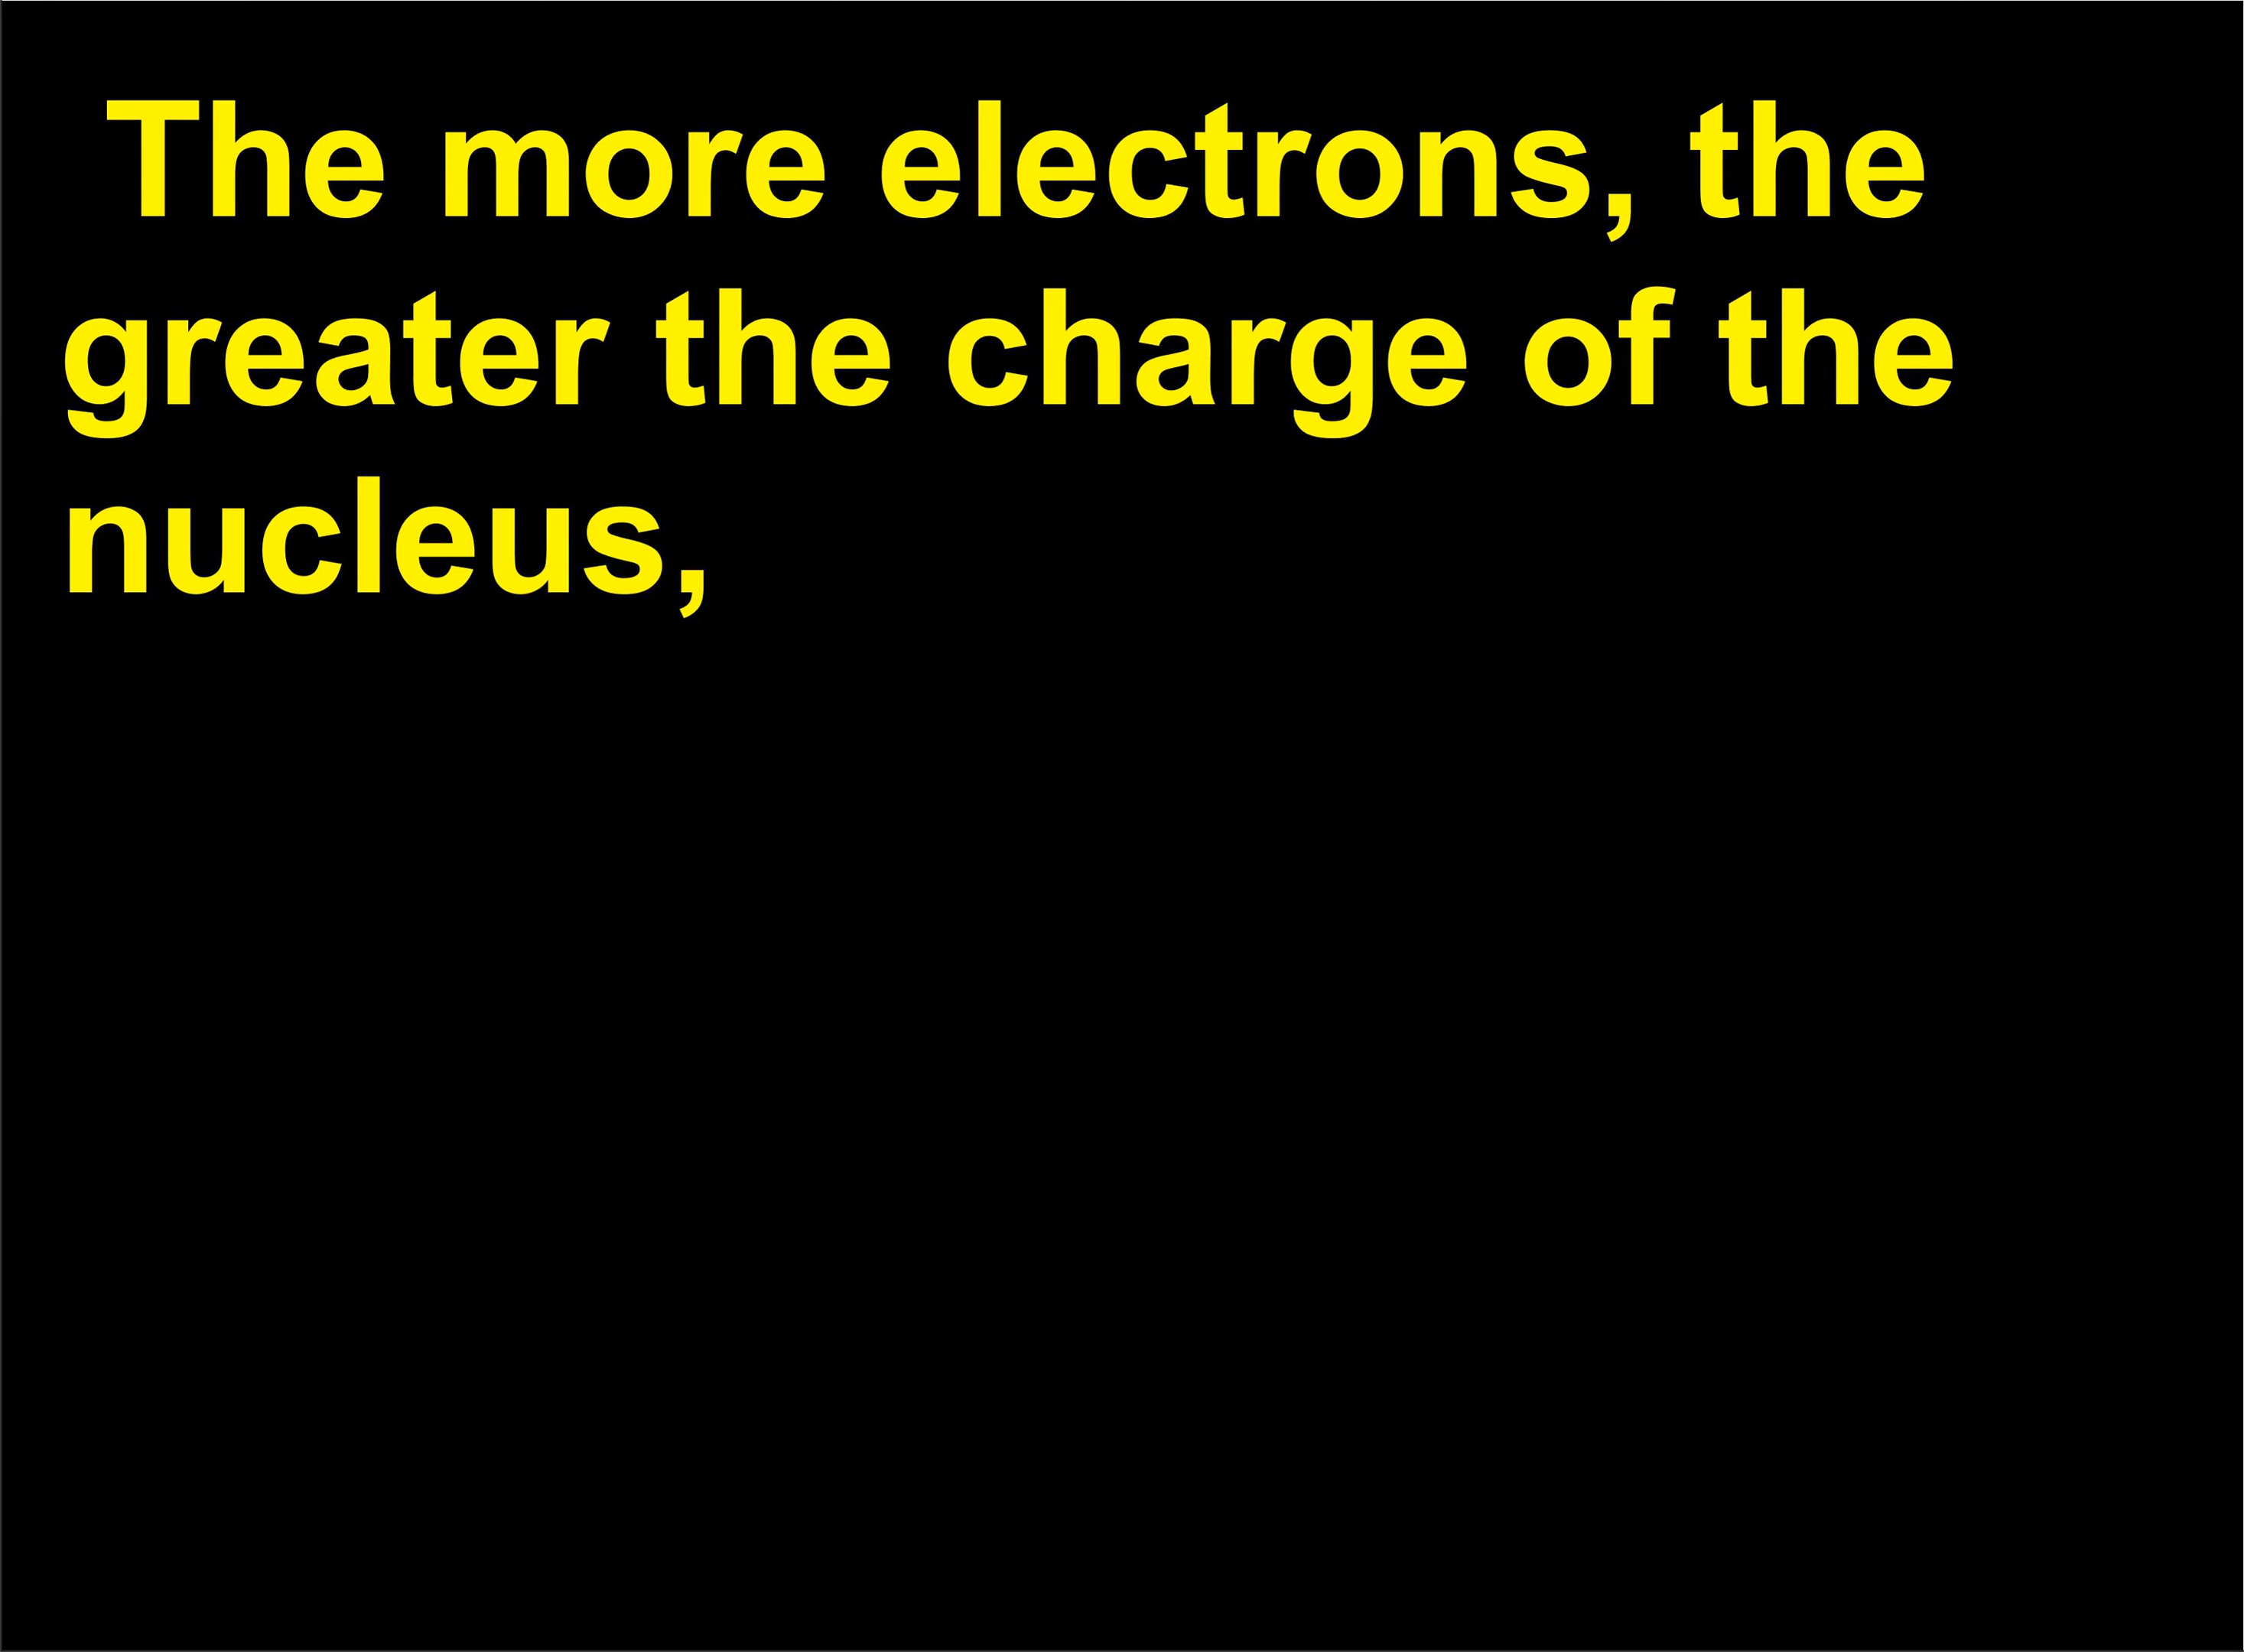 The more electrons, the
greater the charge of the
nucleus,